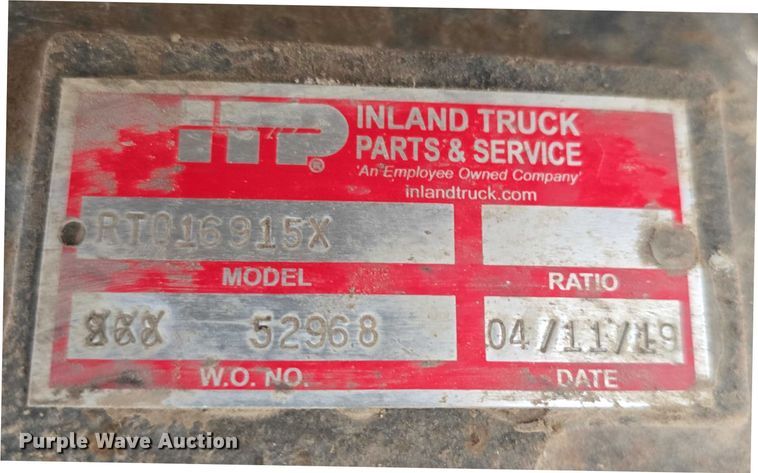 iTP®
INLAND TRUCK
PARTS & SERVICE
'An Employee Owned Company'
inlandtruck.com
RTO16915X
MODEL
RATIO
52968
04/11/19
W.O. NO.
DATE
Purple Wave Auction